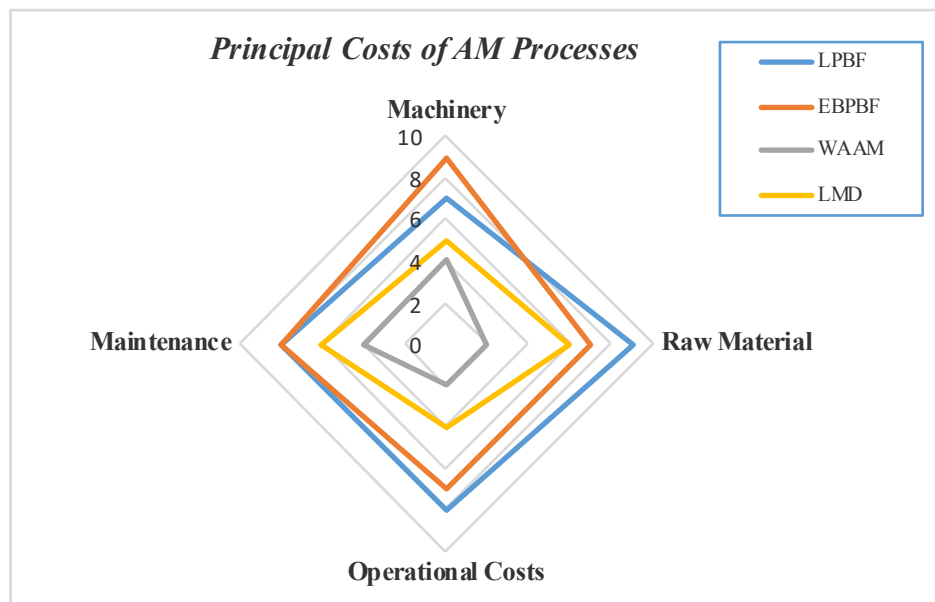 Principal Costs of AM Processes
LPBF
EBPBF
WAAM
LMD
Machinery
10
8
6
4
2
0
Maintenance
Raw Material
Operational Costs